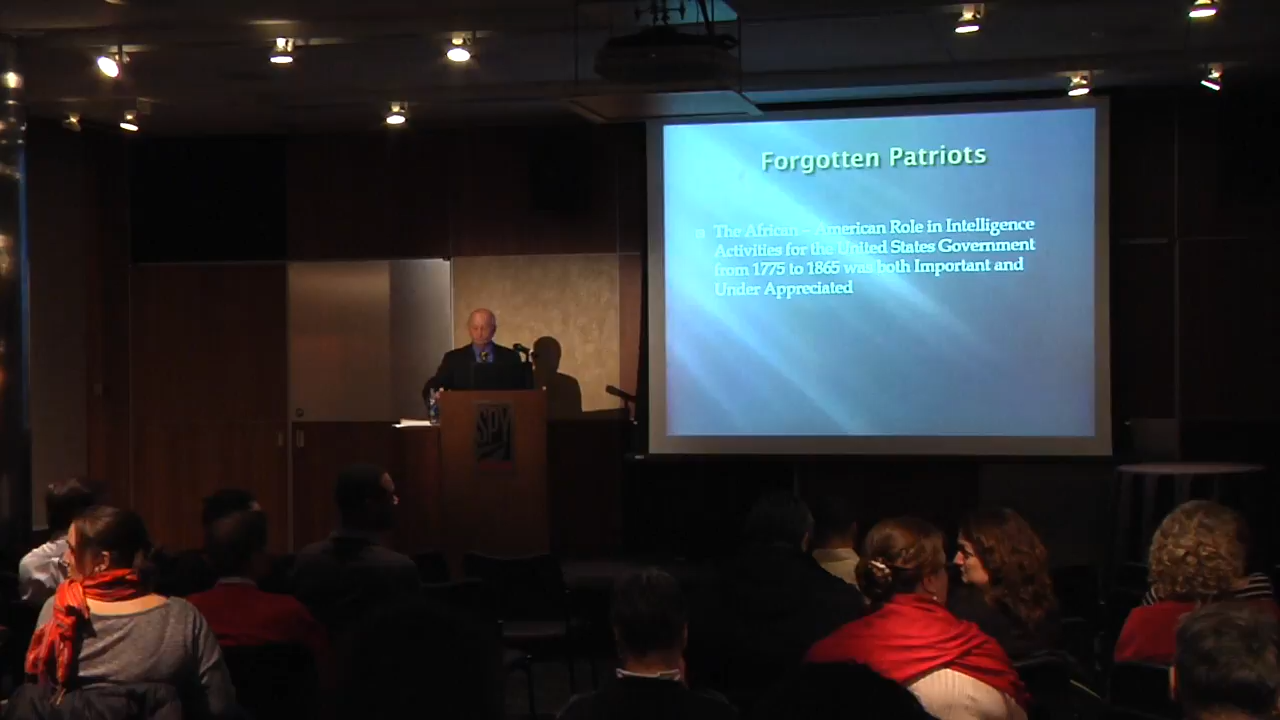 Forgotten Patriots
The African – American Role in Intelligence
Activities for the United States Government
from 1775 to 1865 was both Important and
Under Appreciated
SPY